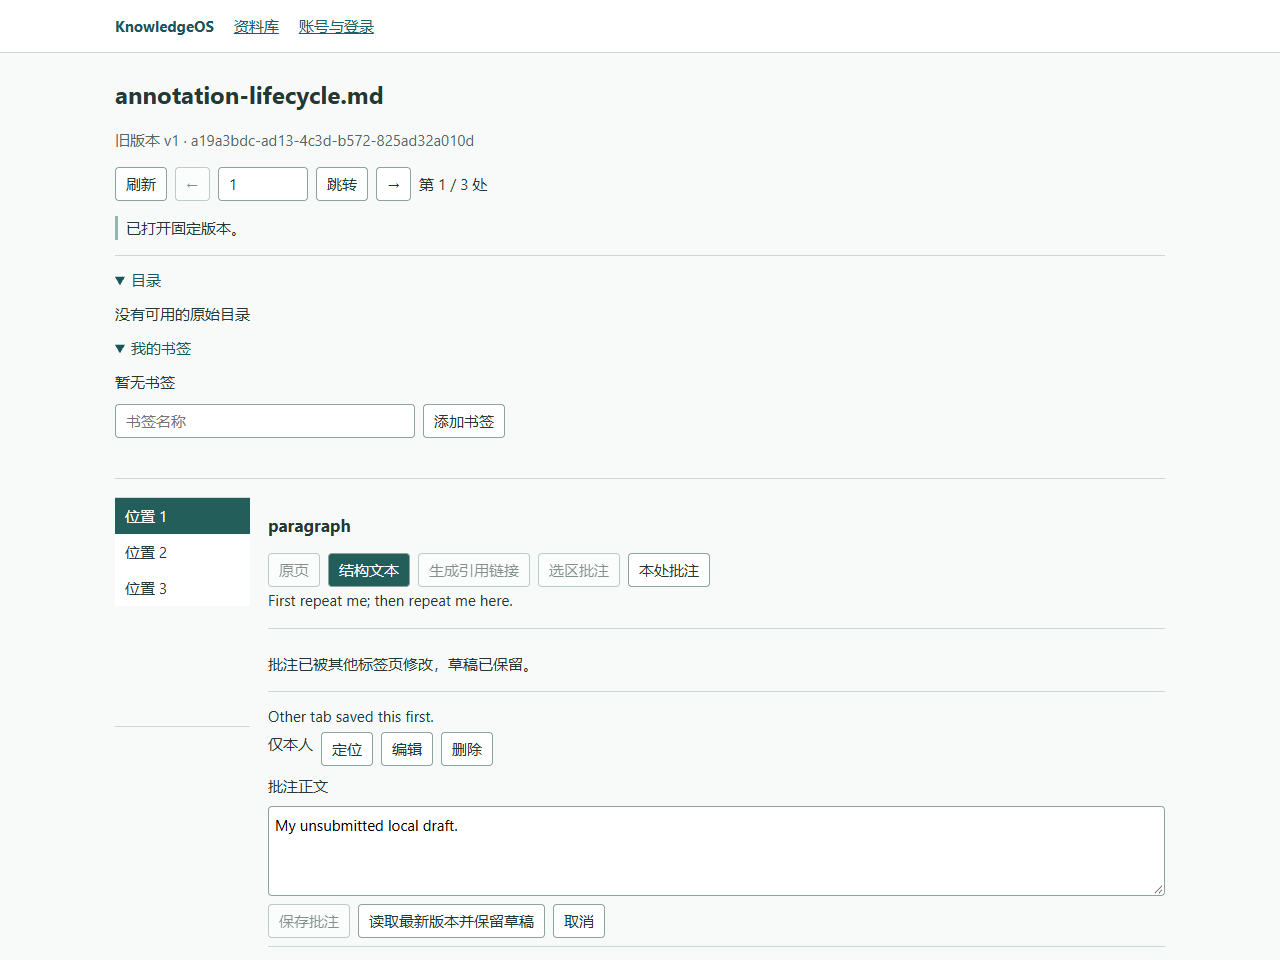 KnowledgeOS 资料库 账号与登录
annotation-lifecycle.md
旧版本 v1 · a19a3bdc-ad13-4c3d-b572-825ad32a010d
刷新 ← 1 跳转 → 第 1 / 3 处
已打开固定版本。
▼ 目录
没有可用的原始目录
▼ 我的书签
暂无书签
书签名称 添加书签
位置 1
位置 2
位置 3
paragraph
原页 结构文本 生成引用链接 选区批注 本处批注
First repeat me; then repeat me here.
批注已被其他标签页修改，草稿已保留。
Other tab saved this first.
仅本人 定位 编辑 删除
批注正文
My unsubmitted local draft.
保存批注 读取最新版本并保留草稿 取消